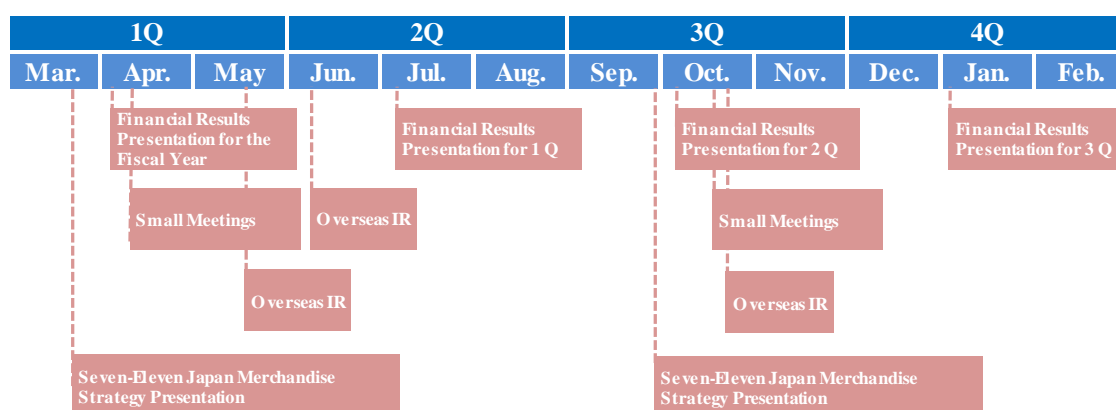 1Q 2Q 3Q 4Q
Mar. Apr. May Jun. Jul. Aug. Sep. Oct. Nov. Dec. Jan. Feb.
Financial Results
Presentation for the
Fiscal Year
Financial Results
Presentation for 1 Q
Financial Results
Presentation for 2 Q
Financial Results
Presentation for 3 Q
Small Meetings
Overseas IR
Small Meetings
Overseas IR
Overseas IR
Seven-Eleven Japan Merchandise
Strategy Presentation
Seven-Eleven Japan Merchandise
Strategy Presentation